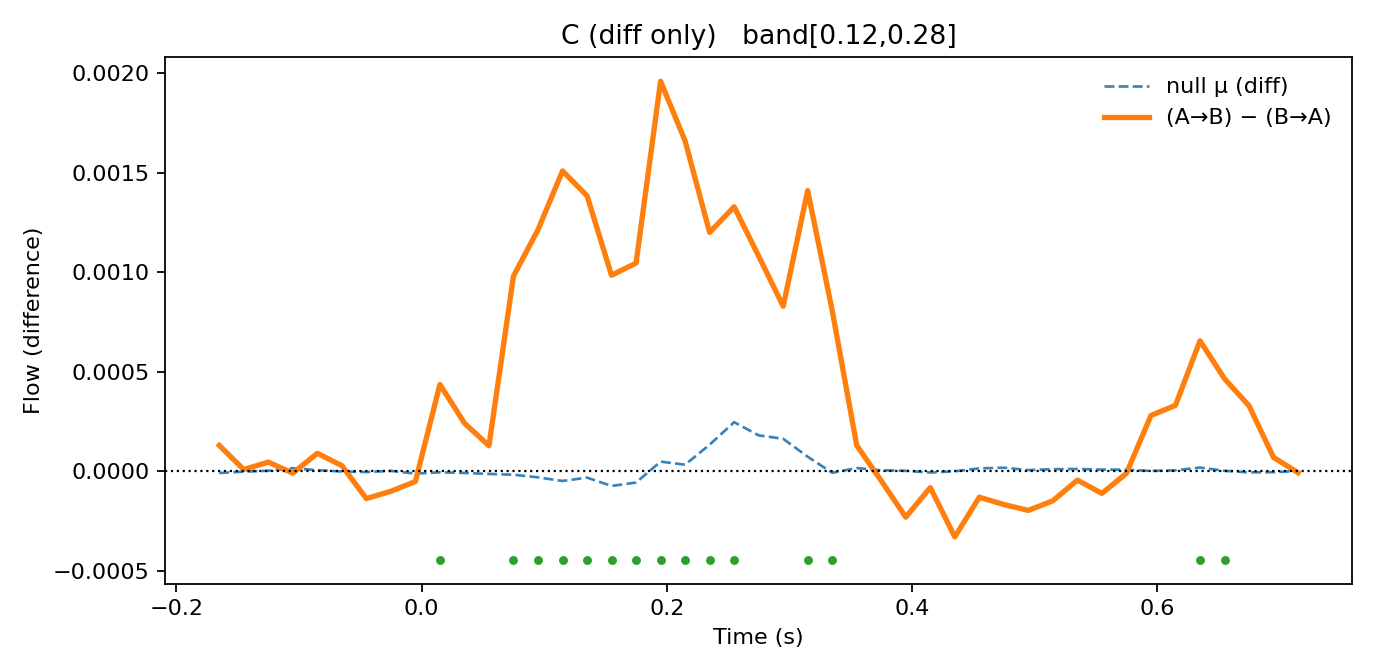 C (diff only)   band[0.12,0.28]
0.0020
0.0015
0.0010
0.0005
0.0000
−0.0005
Flow (difference)
null μ (diff)
(A→B) − (B→A)
−0.2
0.0
0.2
0.4
0.6
Time (s)